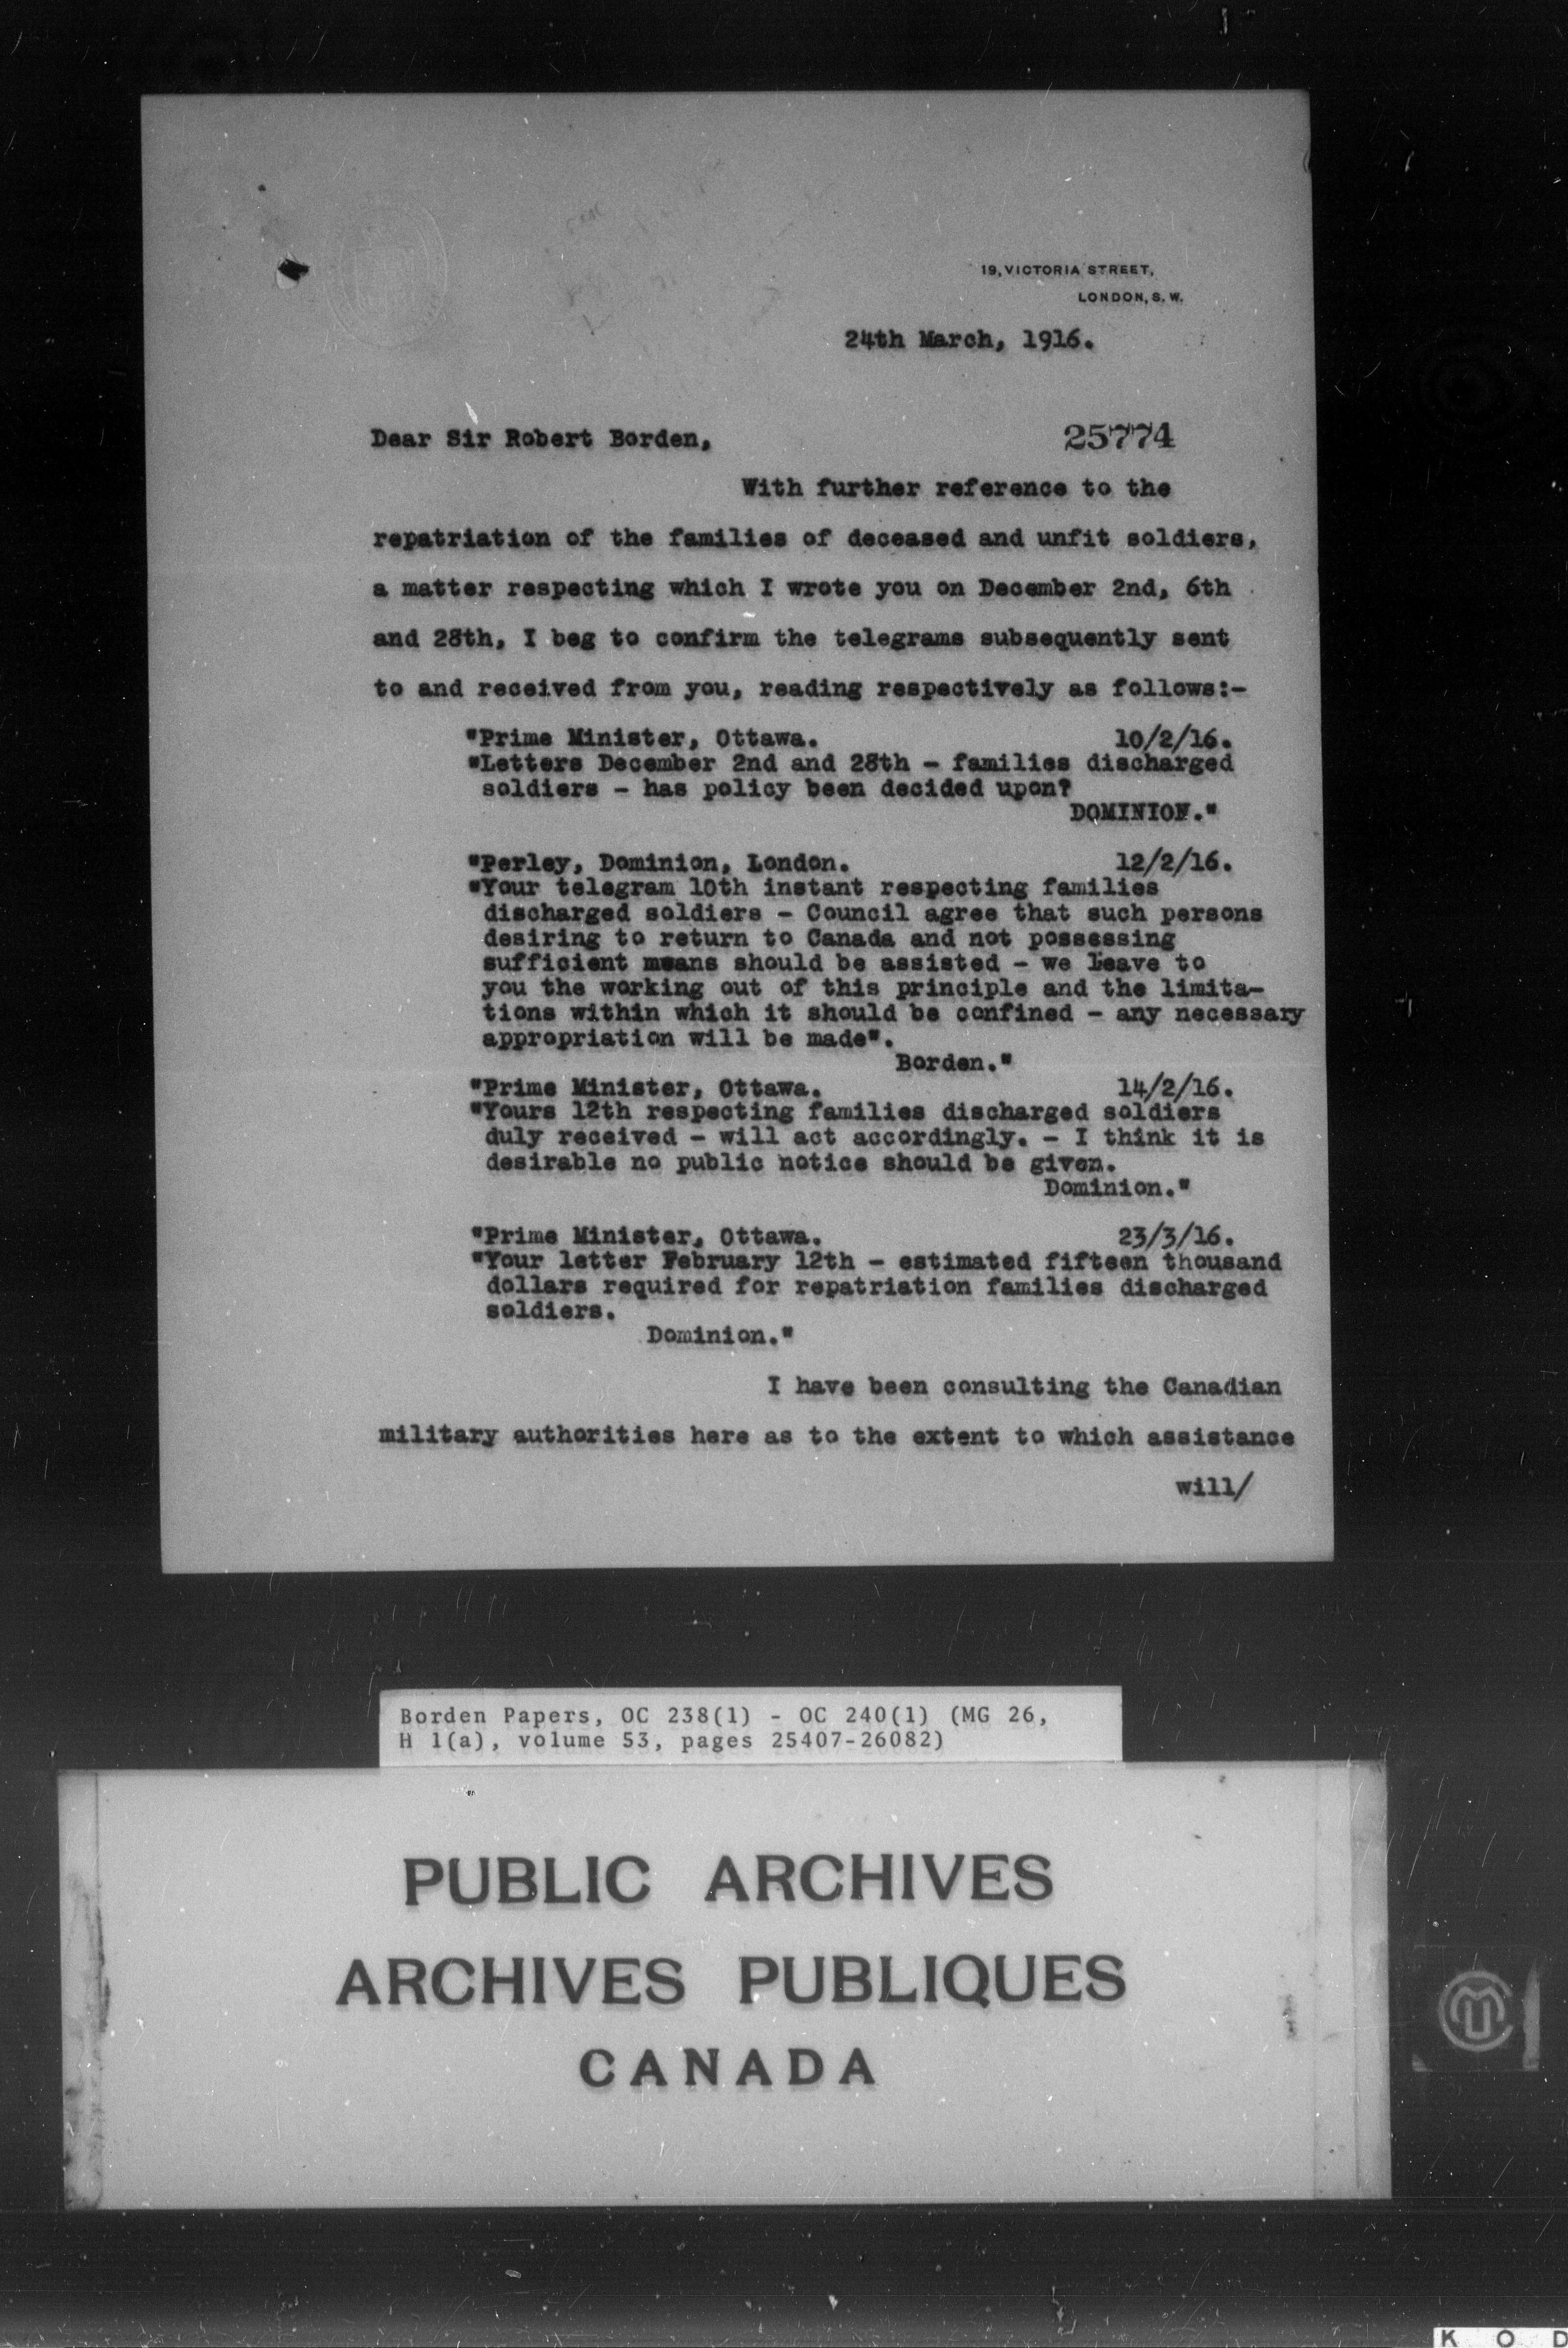 19, VICTORIA STREET,
LONDON, S. W.
24th March, 1916.
Dear Sir Robert Borden,
25774
With further reference to the
repatriation of the families of deceased and unfit soldiers,
a matter respecting which I wrote you on December 2nd, 6th
and 28th, I beg to confirm the telegrams subsequently sent
to and received from you, reading respectively as follows:-
"Prime Minister, Ottawa. 10/2/16.
"Letters December 2nd and 28th - families discharged
soldiers - has policy been decided upon?
DOMINION."
"Perley, Dominion, London. 12/2/16.
"Your telegram 10th instant respecting families
discharged soldiers - Council agree that such persons
desiring to return to Canada and not possessing
sufficient means should be assisted - we leave to
you the working out of this principle and the limita-
tions within which it should be confined - any necessary
appropriation will be made".
Borden."
"Prime Minister, Ottawa. 14/2/16.
"Yours 12th respecting families discharged soldiers
duly received - will act accordingly. - I think it is
desirable no public notice should be given.
Dominion."
"Prime Minister, Ottawa. 23/3/16.
"Your letter February 12th - estimated fifteen thousand
dollars required for repatriation families discharged
soldiers.
Dominion."
I have been consulting the Canadian
military authorities here as to the extent to which assistance
will/
Borden Papers, OC 238(1) - OC 240(1) (MG 26,
H 1(a), volume 53, pages 25407-26082)
PUBLIC ARCHIVES
ARCHIVES PUBLIQUES
CANADA
K O D